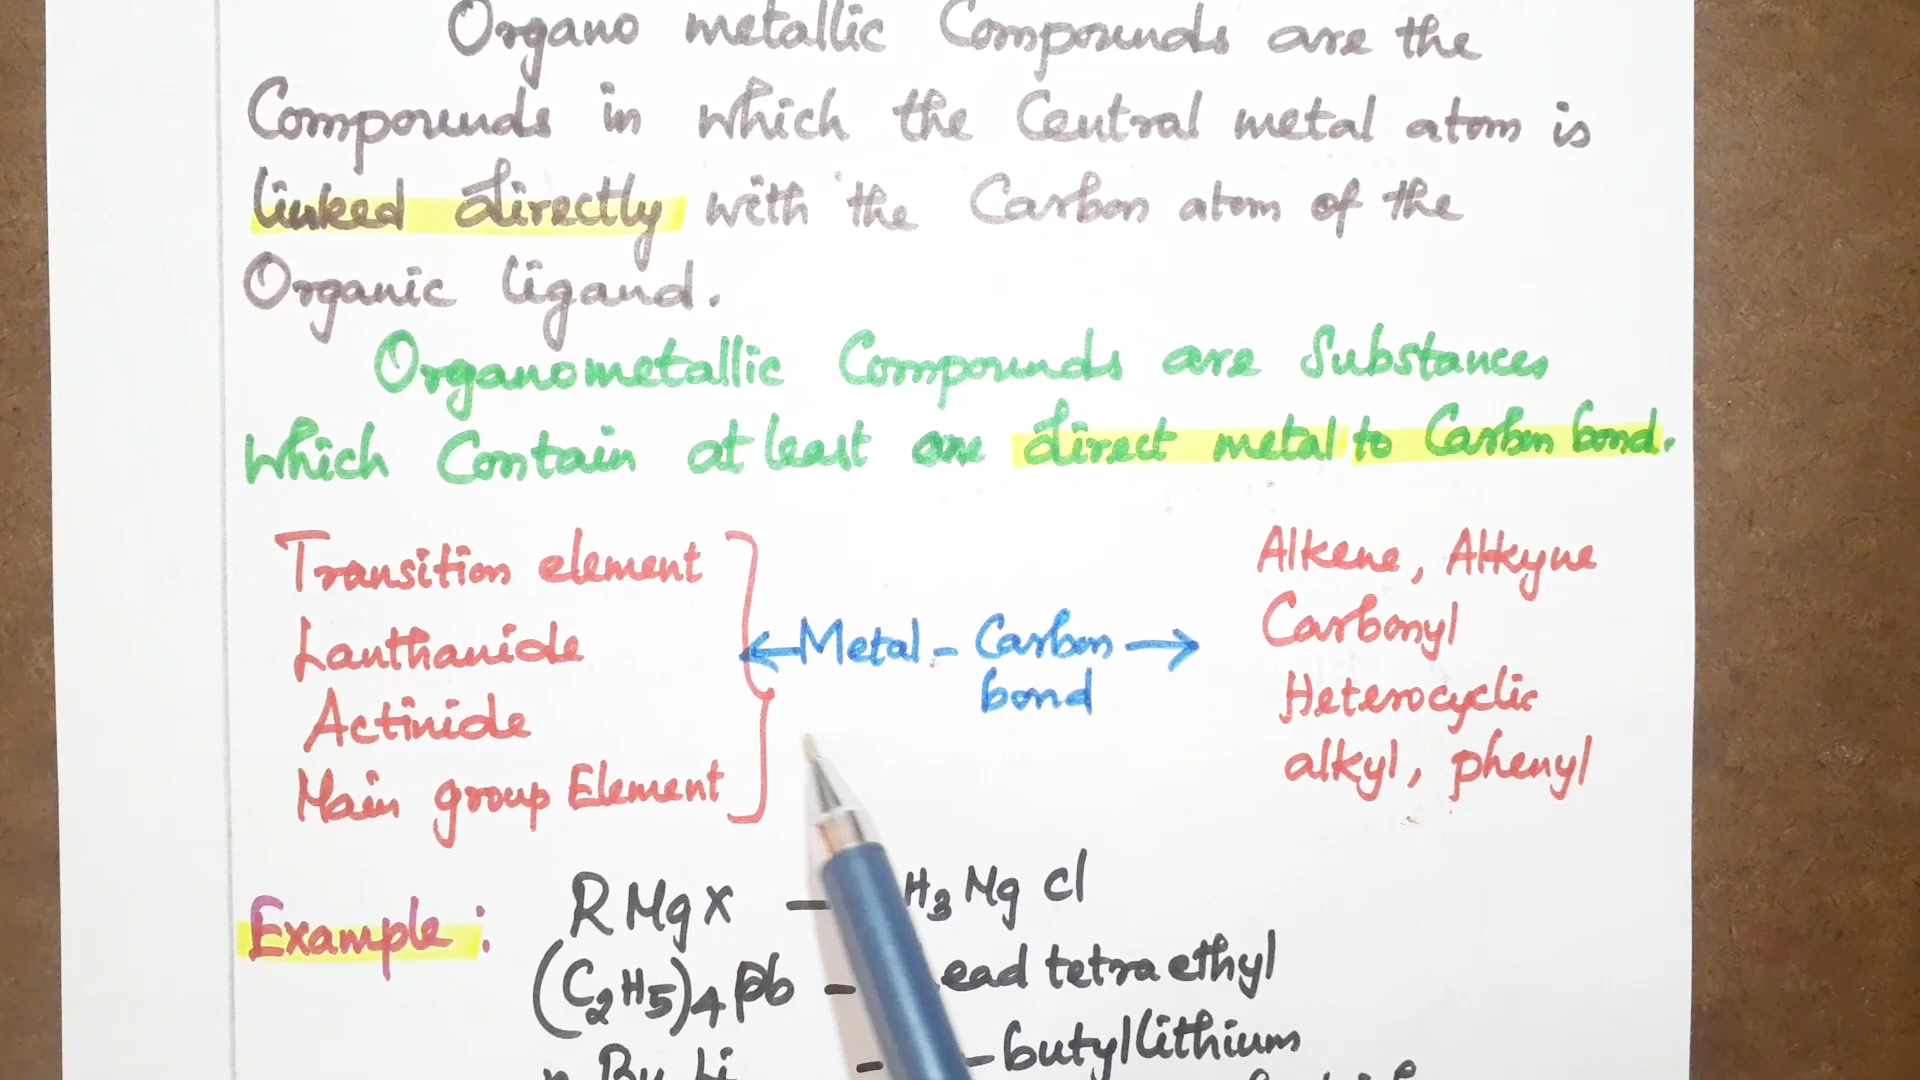 Organo metallic Compounds are the
Compounds in which the Central metal atom is
linked directly with the Carbon atom of the
Organic ligand.
Organometallic Compounds are Substances
which Contain at least one direct metal to Carbon bond.
Transition element
Lanthanide
Actinide
Main group Element
← Metal - Carbon →
bond
Alkene, Alkyne
Carbonyl
Heterocyclic
alkyl, phenyl
Example: RMgX - H3MgCl
(C2H5)4Pb - ead tetraethyl
n Bu Li - -butyllithium